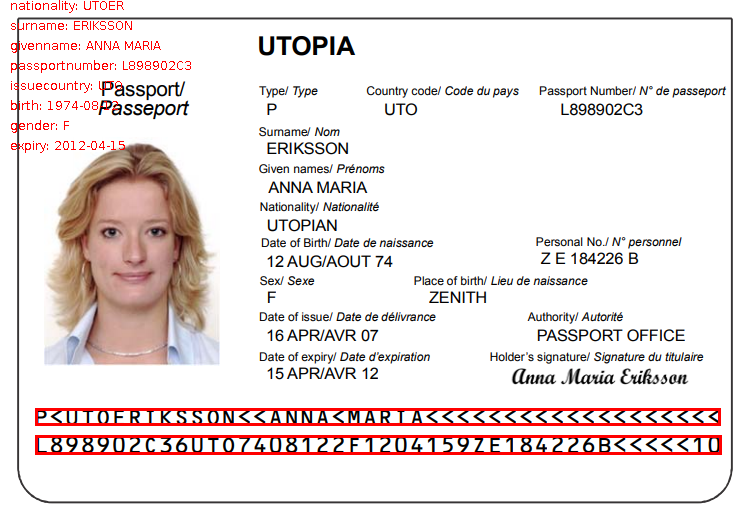 nationality: UTOER
surname: ERIKSSON
givenname: ANNA MARIA
passportnumber: L898902C3
issuecountry: UTO
birth: 1974-08-12
gender: F
expiry: 2012-04-15
UTOPIA
Passport/
Passeport
Type/ Type Country code/ Code du pays Passport Number/ N° de passeport
P UTO L898902C3
Surname/ Nom
ERIKSSON
Given names/ Prénoms
ANNA MARIA
Nationality/ Nationalité
UTOPIAN
Date of Birth/ Date de naissance Personal No./ N° personnel
12 AUG/AOUT 74 Z E 184226 B
Sex/ Sexe Place of birth/ Lieu de naissance
F ZENITH
Date of issue/ Date de délivrance Authority/ Autorité
16 APR/AVR 07 PASSPORT OFFICE
Date of expiry/ Date d'expiration Holder's signature/ Signature du titulaire
15 APR/AVR 12 Anna Maria Eriksson
P<UTOERIKSSON<<ANNA<MARIA<<<<<<<<<<<<<<<<<<<
L898902C36UTO7408122F1204159ZE184226B<<<<<10